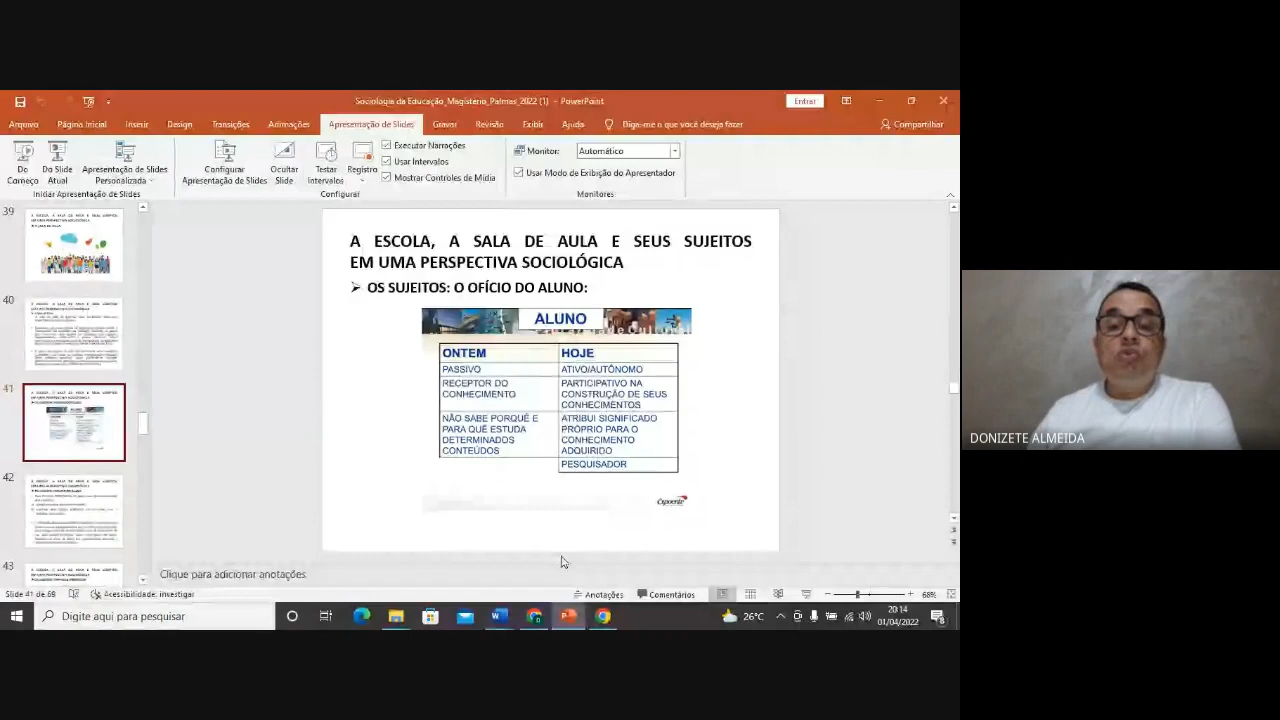 Sociologia da Educação_Magistério_Palmas_2022 (1) - PowerPoint
Entrar
Arquivo Página Inicial Inserir Design Transições Animações Apresentação de Slides Gravar Revisão Exibir Ajuda Diga-me o que você deseja fazer Compartilhar
Do Começo
Do Slide Atual
Apresentação de Slides Personalizada
Configurar Apresentação de Slides
Ocultar Slide
Testar Intervalos
Registro
Executar Narrações
Usar Intervalos
Mostrar Controles de Mídia
Monitor: Automático
Usar Modo de Exibição do Apresentador
Iniciar Apresentação de Slides
Configurar
Monitores
39
40
41
42
43
A ESCOLA, A SALA DE AULA E SEUS SUJEITOS
EM UMA PERSPECTIVA SOCIOLÓGICA
OS SUJEITOS: O OFÍCIO DO ALUNO:
ALUNO
ONTEM
HOJE
PASSIVO
ATIVO/AUTÔNOMO
RECEPTOR DO
CONHECIMENTO
PARTICIPATIVO NA
CONSTRUÇÃO DE SEUS
CONHECIMENTOS
NÃO SABE PORQUÊ E
PARA QUÊ ESTUDA
DETERMINADOS
CONTEÚDOS
ATRIBUI SIGNIFICADO
PRÓPRIO PARA O
CONHECIMENTO
ADQUIRIDO
PESQUISADOR
Expoente
DONIZETE ALMEIDA
Clique para adicionar anotações
Slide 41 de 69 Acessibilidade: investigar Anotações Comentários 68%
Digite aqui para pesquisar
26°C
20:14
01/04/2022
8